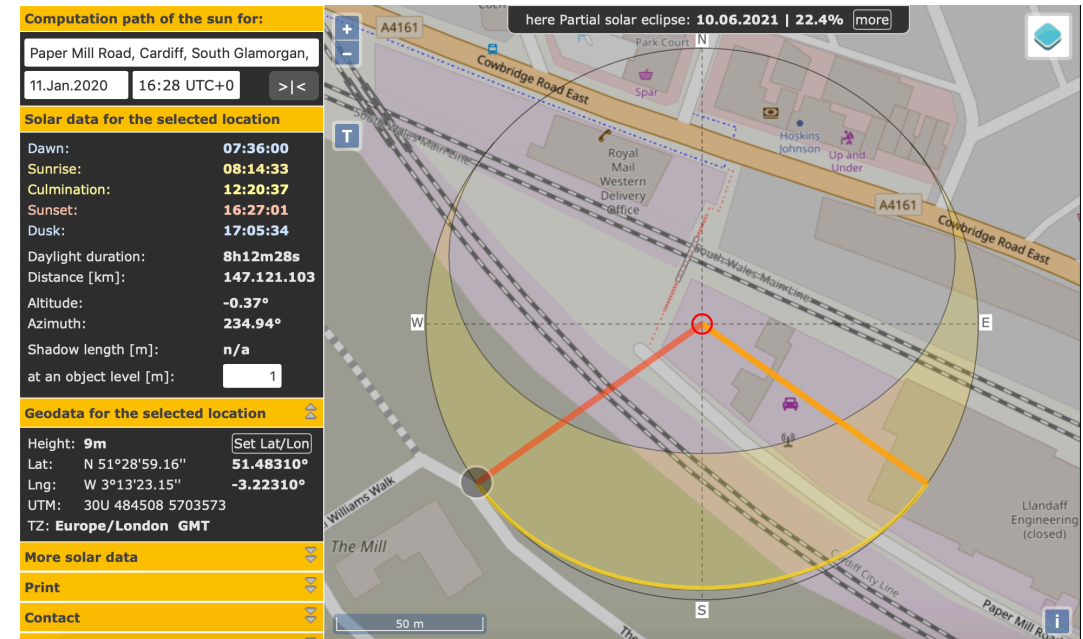 Computation path of the sun for:
Paper Mill Road, Cardiff, South Glamorgan,
11.Jan.2020
16:28 UTC+0
>|<
Solar data for the selected location
Dawn: 07:36:00
Sunrise: 08:14:33
Culmination: 12:20:37
Sunset: 16:27:01
Dusk: 17:05:34
Daylight duration: 8h12m28s
Distance [km]: 147.121.103
Altitude: -0.37°
Azimuth: 234.94°
Shadow length [m]: n/a
at an object level [m]: 1
Geodata for the selected location
Height: 9m Set Lat/Lon
Lat: N 51°28'59.16'' 51.48310°
Lng: W 3°13'23.15'' -3.22310°
UTM: 30U 484508 5703573
TZ: Europe/London GMT
More solar data
Print
Contact
here Partial solar eclipse: 10.06.2021 | 22.4% more
+
−
T
A4161
Park Court
N
Cowbridge Road East
Spar
South Wales Main Line
Hoskins
Johnson
Up and
Under
Royal
Mail
Western
Delivery
Office
A4161
Cowbridge Road East
South Wales Main Line
W
E
Williams Walk
The Mill
Llandaff
Engineering
(closed)
Cardiff City Line
S
Paper Mill Road
50 m
The
i